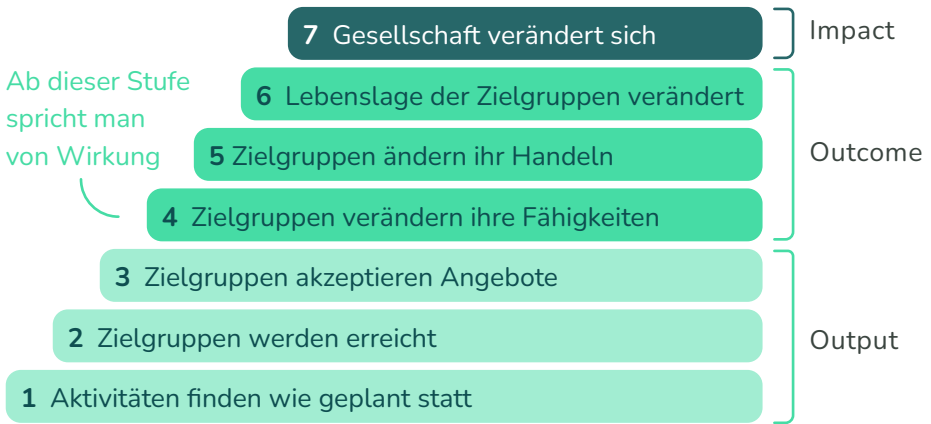 7 Gesellschaft verändert sich
Impact
Ab dieser Stufe
spricht man
von Wirkung
6 Lebenslage der Zielgruppen verändert
5 Zielgruppen ändern ihr Handeln
Outcome
4 Zielgruppen verändern ihre Fähigkeiten
3 Zielgruppen akzeptieren Angebote
2 Zielgruppen werden erreicht
Output
1 Aktivitäten finden wie geplant statt